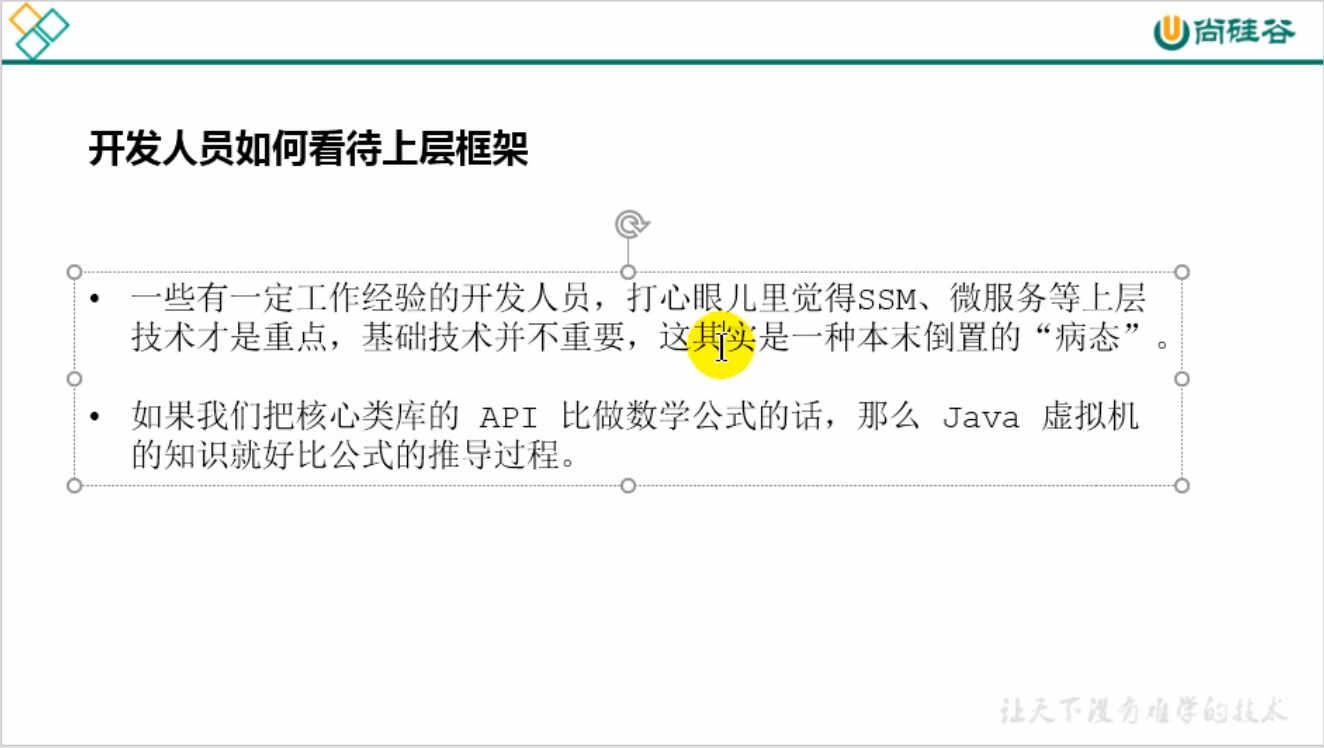 尚硅谷
开发人员如何看待上层框架
• 一些有一定工作经验的开发人员，打心眼儿里觉得SSM、微服务等上层
技术才是重点，基础技术并不重要，这其实是一种本末倒置的“病态”。
• 如果我们把核心类库的 API 比做数学公式的话，那么 Java 虚拟机
的知识就好比公式的推导过程。
让天下没有难学的技术